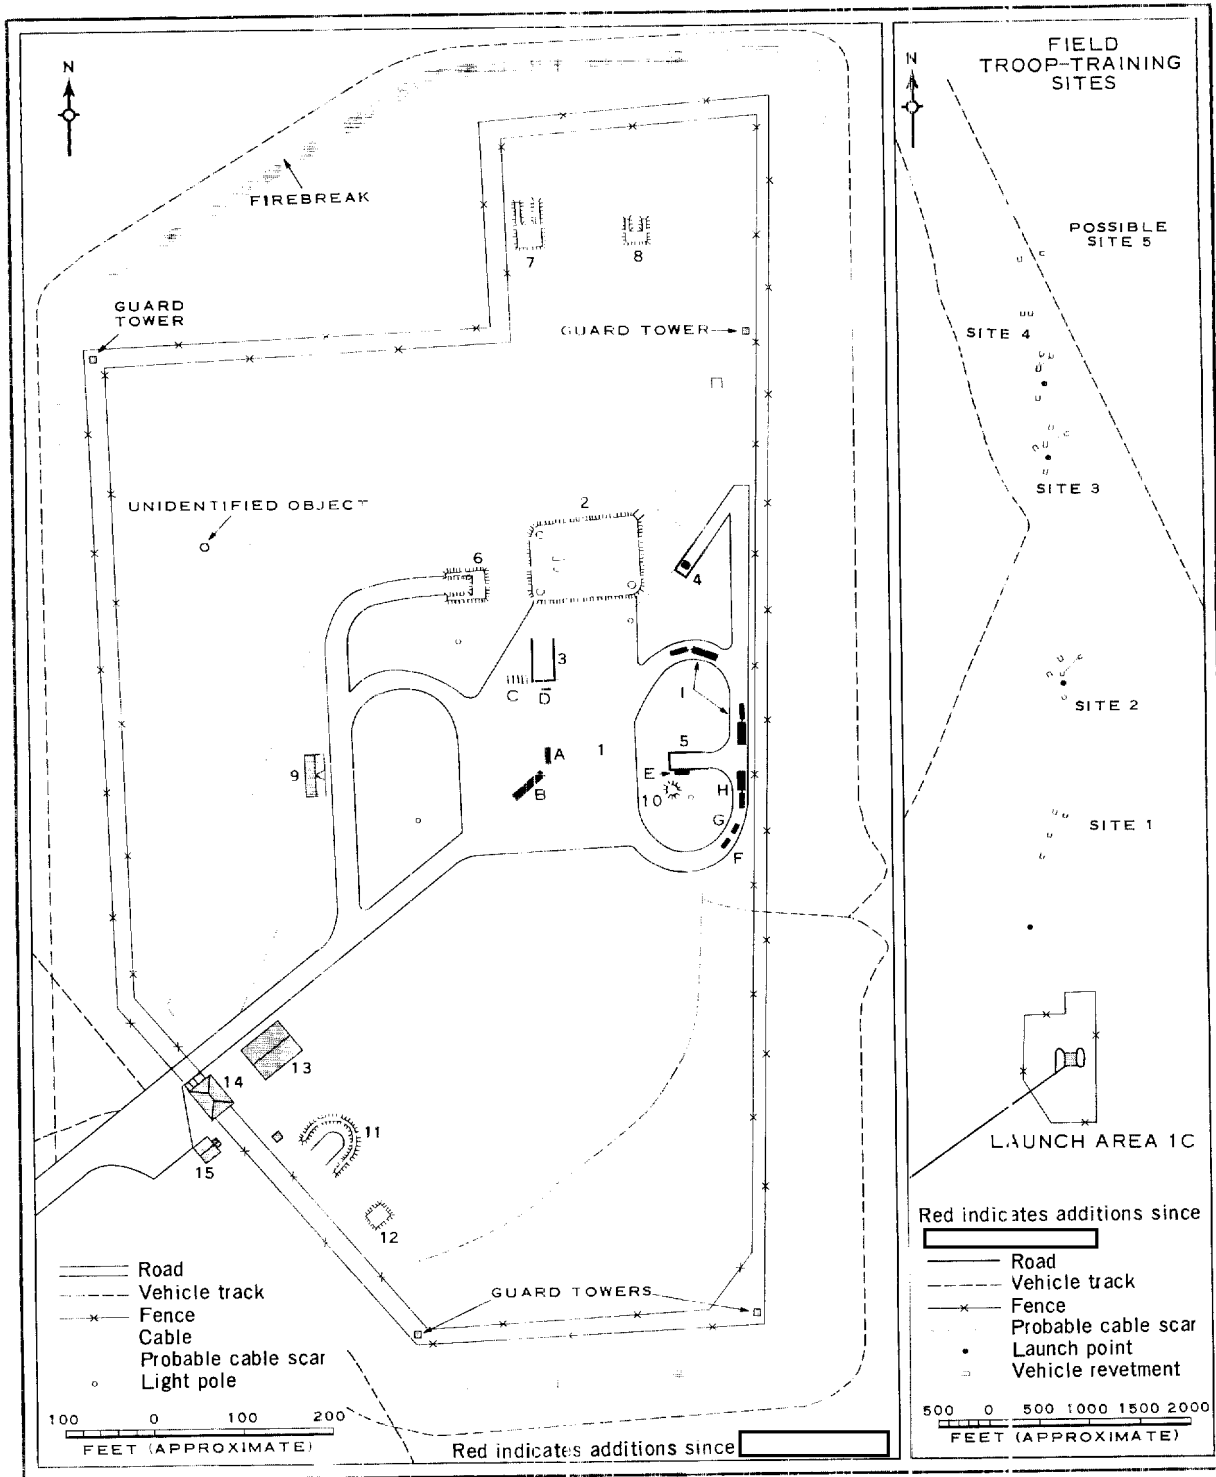 N
FIREBREAK
7
8
GUARD
TOWER
GUARD TOWER
UNIDENTIFIED OBJECT
2
6
4
3
C
D
I
A
1
5
9
B
E
H
10
G
F
13
14
11
15
12
GUARD TOWERS
Road
Vehicle track
Fence
Cable
Probable cable scar
Light pole
100 0 100 200
FEET (APPROXIMATE)
Red indicates additions since
FIELD
TROOP-TRAINING
SITES
N
POSSIBLE
SITE 5
SITE 4
SITE 3
SITE 2
SITE 1
LAUNCH AREA 1C
Red indicates additions since
Road
Vehicle track
Fence
Probable cable scar
Launch point
Vehicle revetment
500 0 500 1000 1500 2000
FEET (APPROXIMATE)